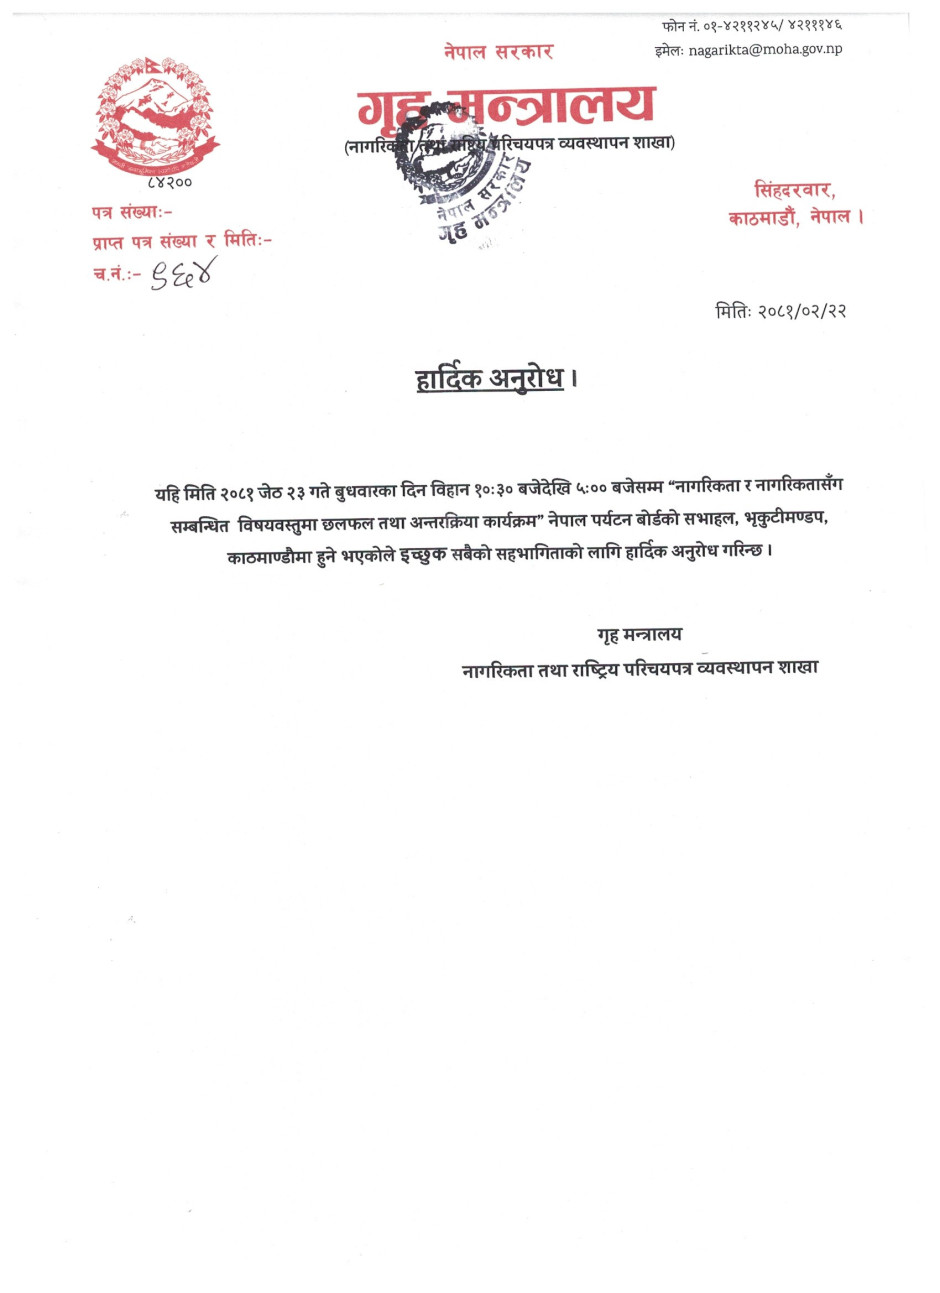 फोन नं. ०१-४२११२४५/ ४२१११४६
इमेलः nagarikta@moha.gov.np
नेपाल सरकार
गृह मन्त्रालय
(नागरिकता तथा राष्ट्रिय परिचयपत्र व्यवस्थापन शाखा)
नेपाल सरकार
गृह मन्त्रालय
८४२००
सिंहदरवार,
काठमाडौं, नेपाल ।
पत्र संख्याः-
प्राप्त पत्र संख्या र मितिः-
च.नं.:- ९६४
मितिः २०८१/०२/२२
हार्दिक अनुरोध ।
यहि मिति २०८१ जेठ २३ गते बुधवारका दिन विहान १०:३० बजेदेखि ५:०० बजेसम्म “नागरिकता र नागरिकतासँग
सम्बन्धित विषयवस्तुमा छलफल तथा अन्तरक्रिया कार्यक्रम” नेपाल पर्यटन बोर्डको सभाहल, भृकुटीमण्डप,
काठमाण्डौमा हुने भएकोले इच्छुक सबैको सहभागिताको लागि हार्दिक अनुरोध गरिन्छ ।
गृह मन्त्रालय
नागरिकता तथा राष्ट्रिय परिचयपत्र व्यवस्थापन शाखा